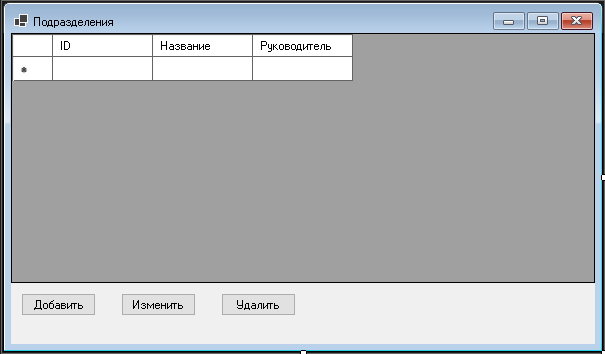 Подразделения
ID Название Руководитель
*
Добавить Изменить Удалить